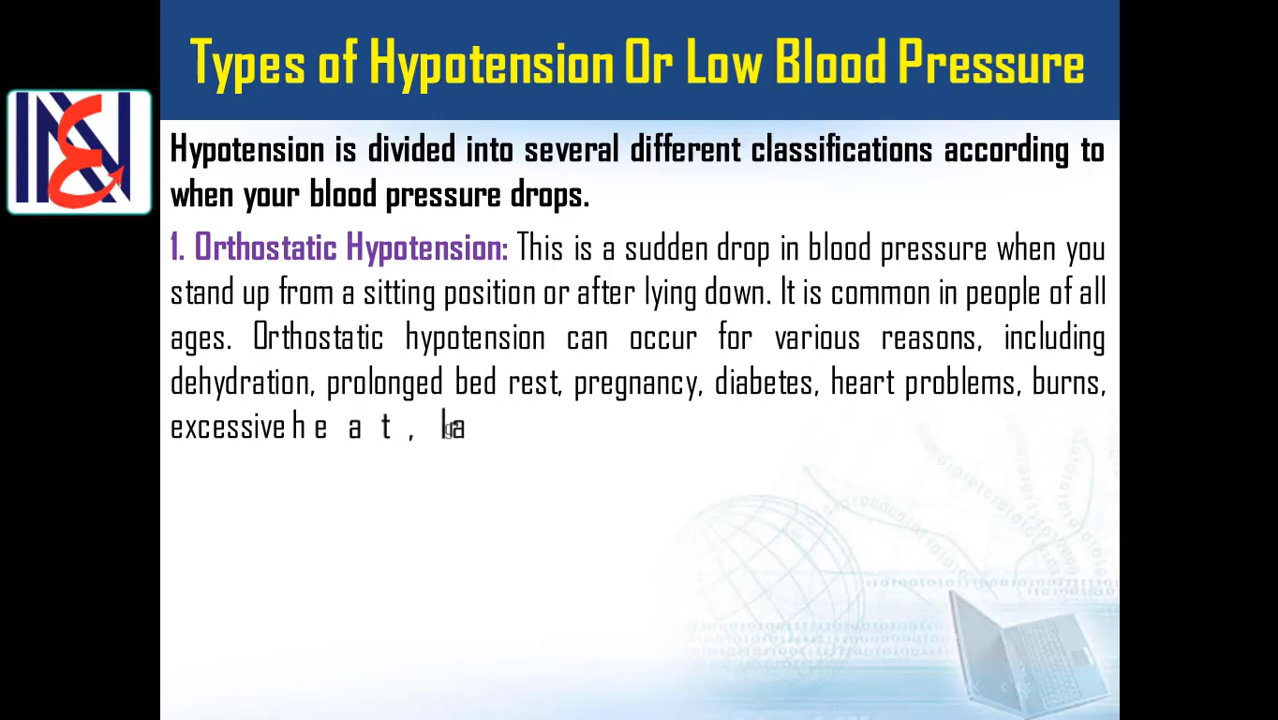 Types of Hypotension Or Low Blood Pressure
Hypotension is divided into several different classifications according to
when your blood pressure drops.
1. Orthostatic Hypotension: This is a sudden drop in blood pressure when you
stand up from a sitting position or after lying down. It is common in people of all
ages. Orthostatic hypotension can occur for various reasons, including
dehydration, prolonged bed rest, pregnancy, diabetes, heart problems, burns,
excessive heat,